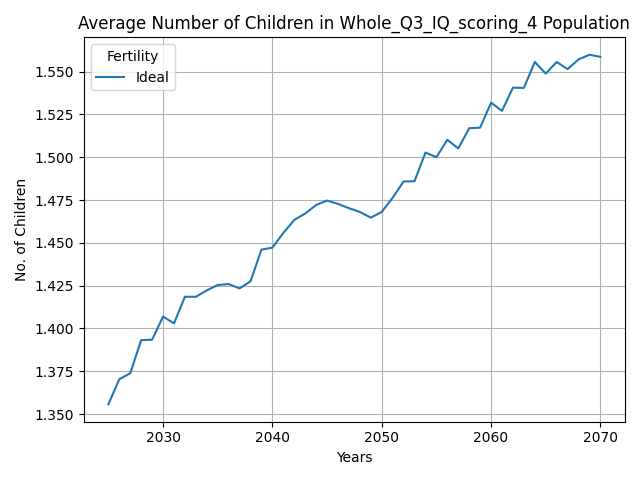 Average Number of Children in Whole_Q3_IQ_scoring_4 Population
Fertility
Ideal
No. of Children
1.550
1.525
1.500
1.475
1.450
1.425
1.400
1.375
1.350
2030
2040
2050
2060
2070
Years